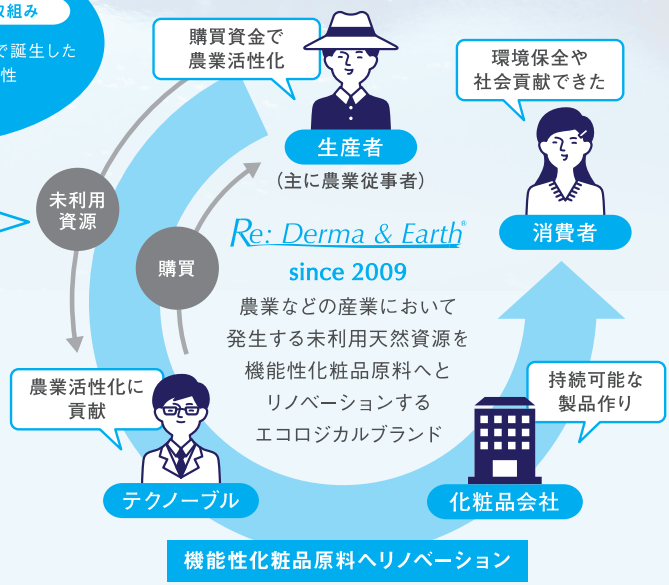 取組み
で誕生した
性
購買資金で
農業活性化
環境保全や
社会貢献できた
生産者
(主に農業従事者)
消費者
未利用
資源
購買
Re: Derma & Earth®
since 2009
農業などの産業において
発生する未利用天然資源を
機能性化粧品原料へと
リノベーションする
エコロジカルブランド
農業活性化に
貢献
持続可能な
製品作り
テクノーブル
化粧品会社
機能性化粧品原料へリノベーション